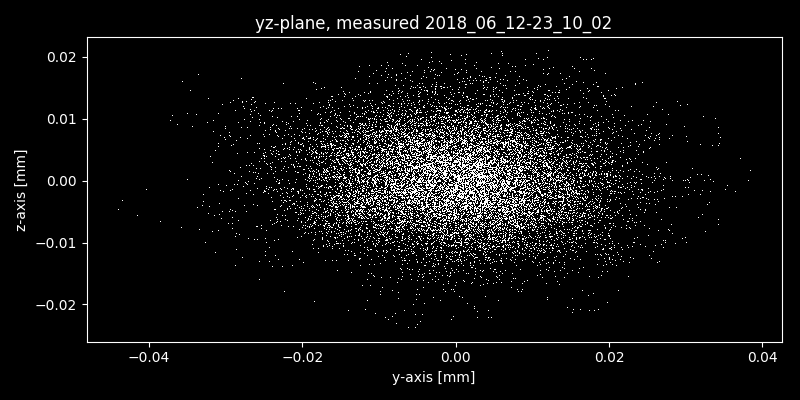 yz-plane, measured 2018_06_12-23_10_02
0.02
0.01
0.00
−0.01
−0.02
z-axis [mm]
−0.04 −0.02 0.00 0.02 0.04
y-axis [mm]